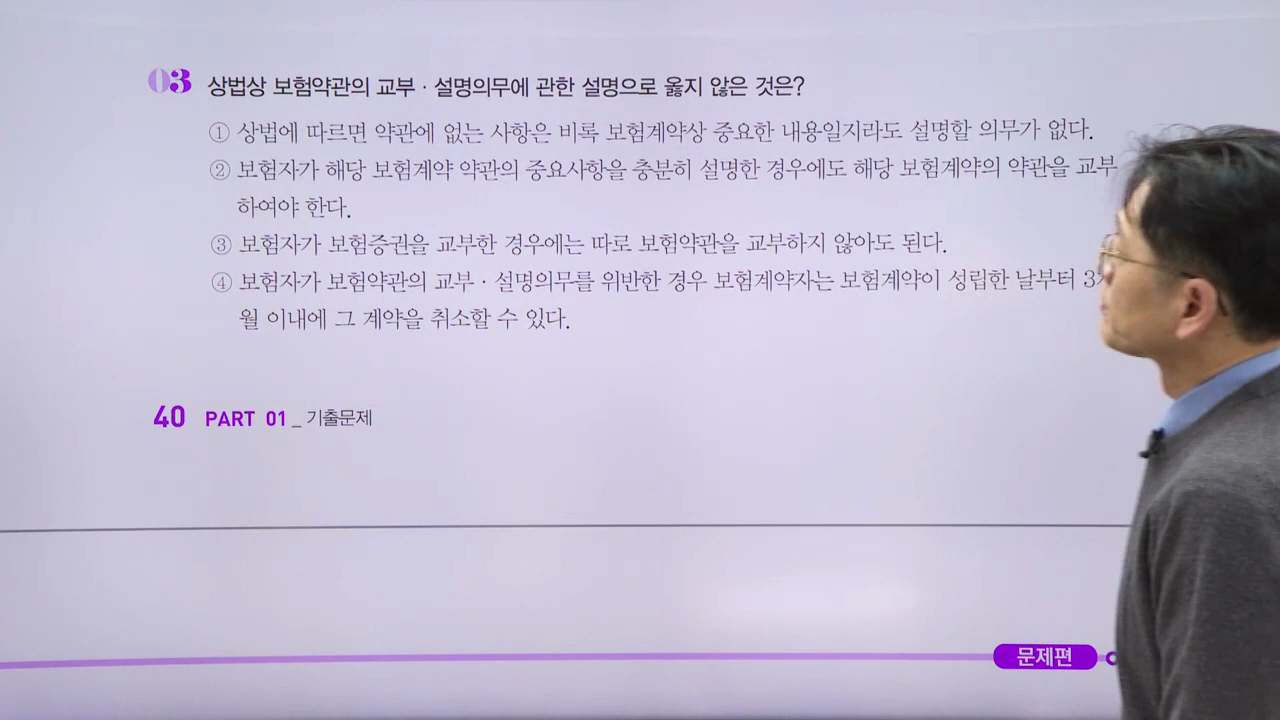 03 상법상 보험약관의 교부 · 설명의무에 관한 설명으로 옳지 않은 것은?
① 상법에 따르면 약관에 없는 사항은 비록 보험계약상 중요한 내용일지라도 설명할 의무가 없다.
② 보험자가 해당 보험계약 약관의 중요사항을 충분히 설명한 경우에도 해당 보험계약의 약관을 교부
하여야 한다.
③ 보험자가 보험증권을 교부한 경우에는 따로 보험약관을 교부하지 않아도 된다.
④ 보험자가 보험약관의 교부 · 설명의무를 위반한 경우 보험계약자는 보험계약이 성립한 날부터 3
월 이내에 그 계약을 취소할 수 있다.
40 PART 01 _ 기출문제
문제편